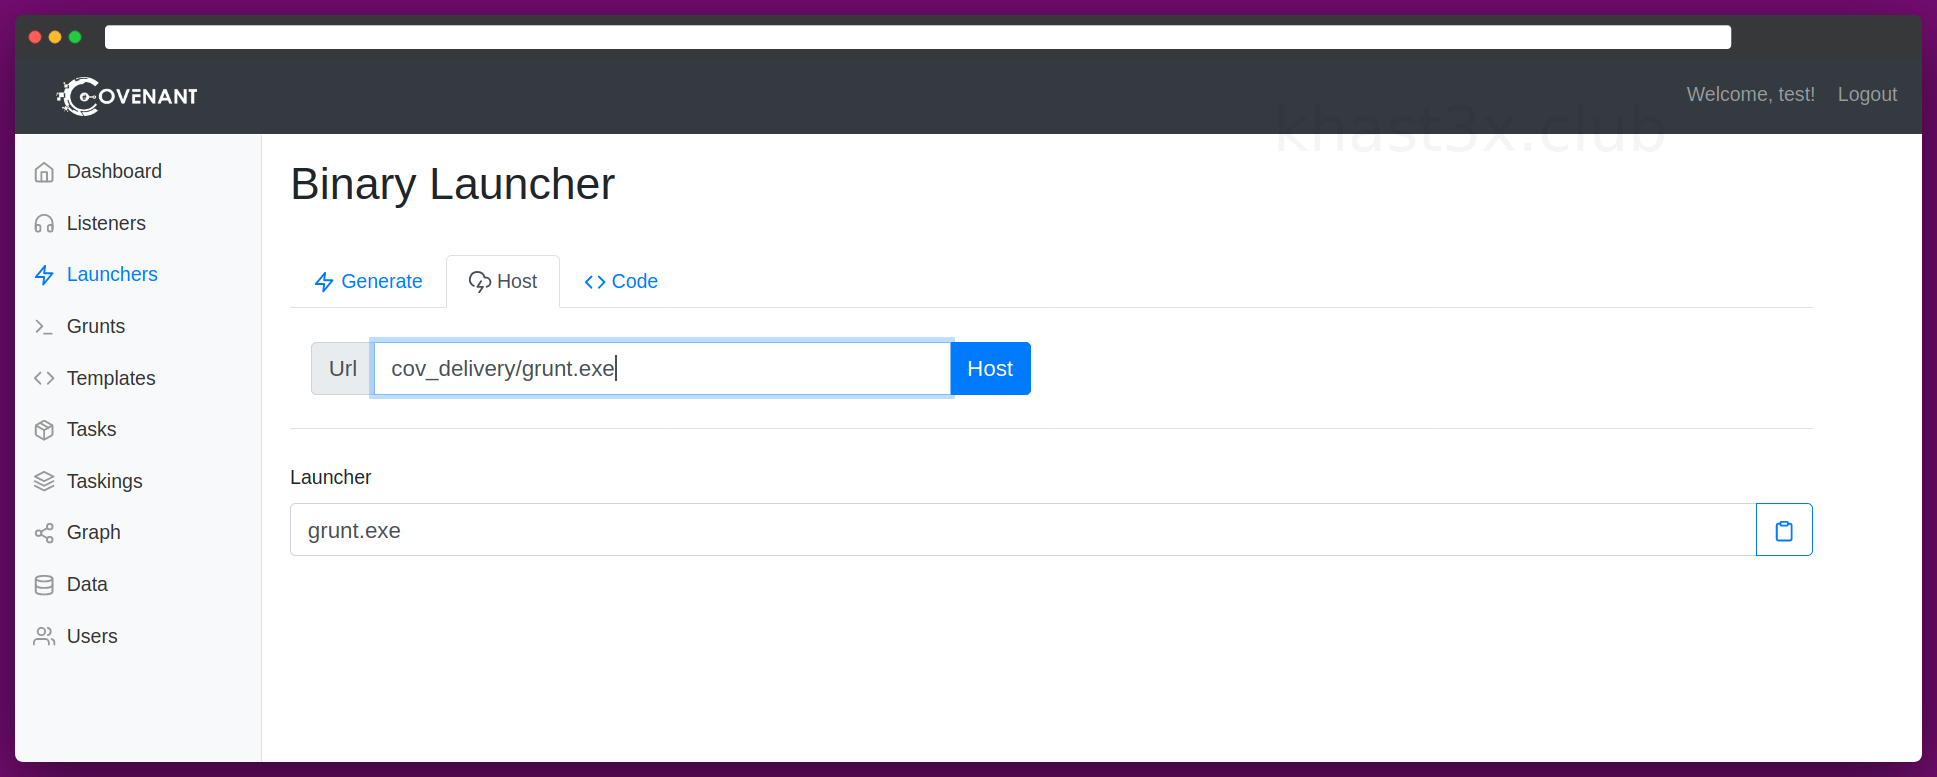 COVENANT
Welcome, test! Logout
khast3x.club
Dashboard
Listeners
Launchers
Grunts
Templates
Tasks
Taskings
Graph
Data
Users
Binary Launcher
Generate Host Code
Url cov_delivery/grunt.exe Host
Launcher
grunt.exe